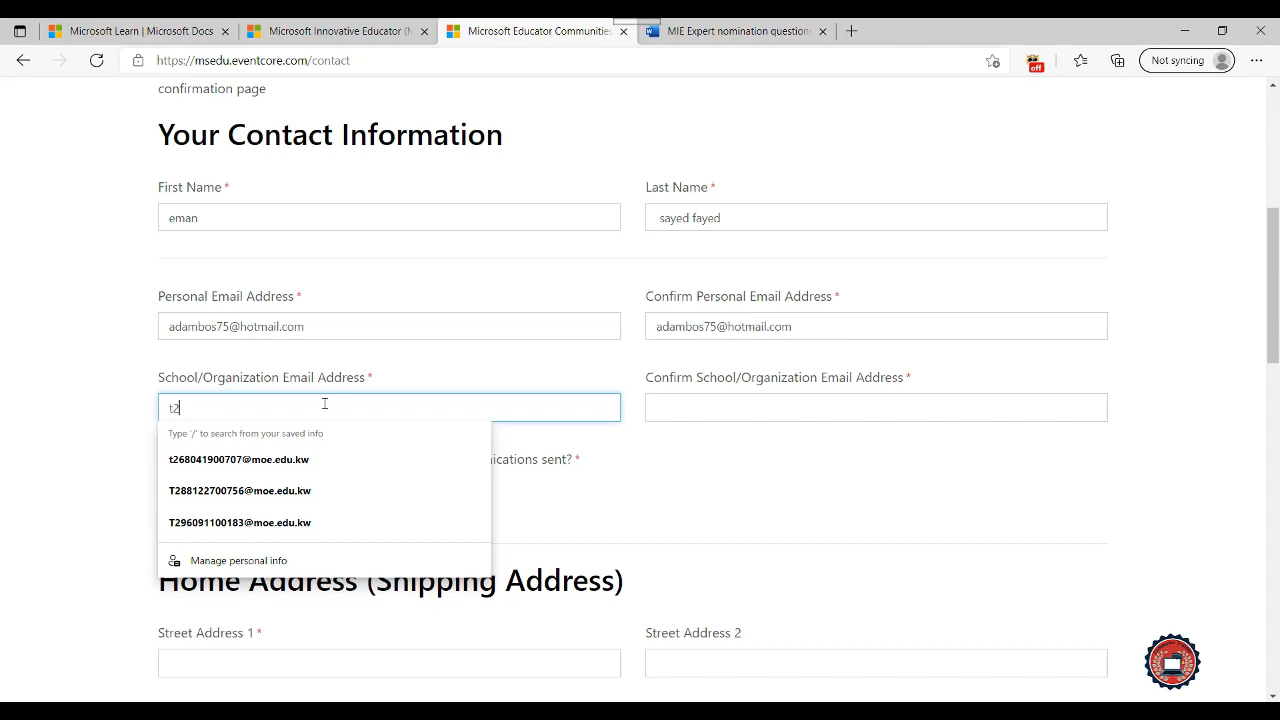 Microsoft Learn | Microsoft Docs
Microsoft Innovative Educator (M
Microsoft Educator Communities
MIE Expert nomination question
https://msedu.eventcore.com/contact
off
Not syncing
confirmation page
Your Contact Information
First Name *
Last Name *
eman
sayed fayed
Personal Email Address *
Confirm Personal Email Address *
adambos75@hotmail.com
adambos75@hotmail.com
School/Organization Email Address *
Confirm School/Organization Email Address *
t2
Type '/' to search from your saved info
t268041900707@moe.edu.kw
ications sent? *
T288122700756@moe.edu.kw
T296091100183@moe.edu.kw
Manage personal info
Home Address (Shipping Address)
Street Address 1 *
Street Address 2